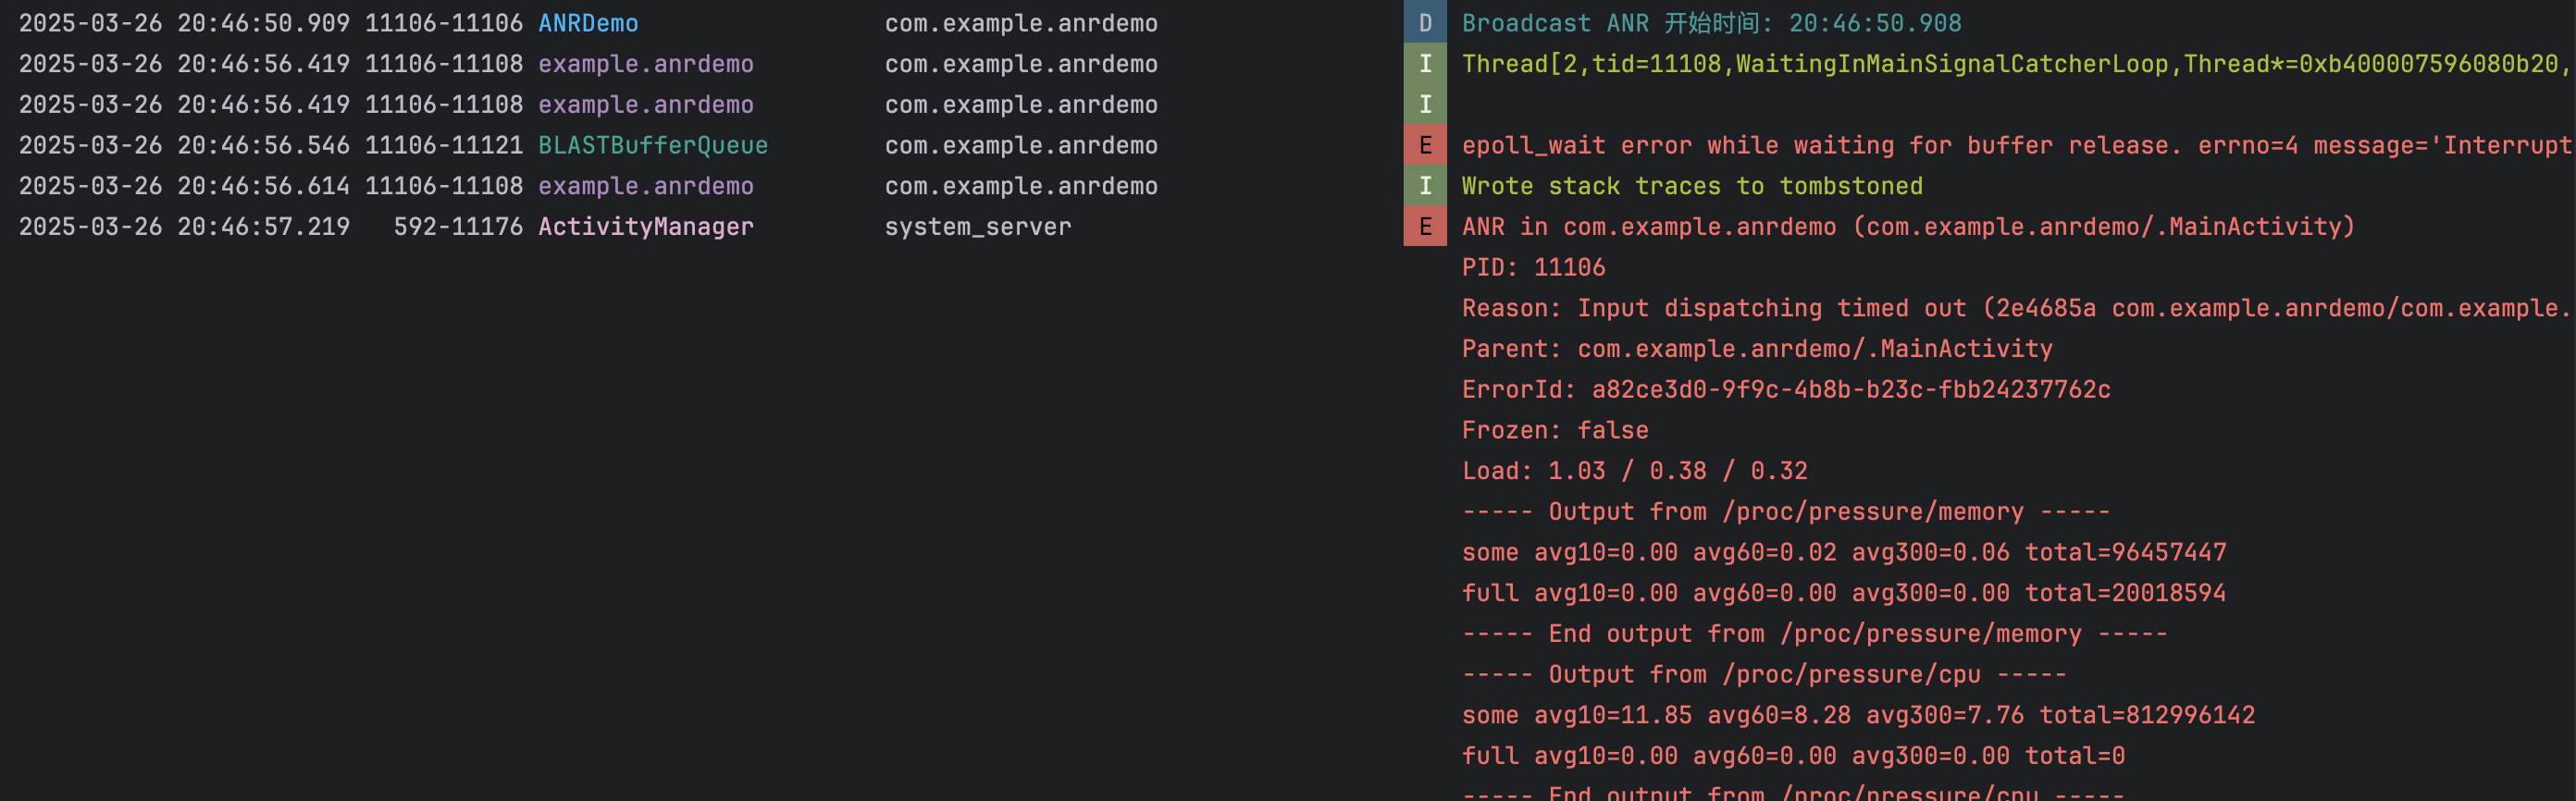 2025-03-26 20:46:50.909 11106-11106 ANRDemo com.example.anrdemo D Broadcast ANR 开始时间: 20:46:50.908
2025-03-26 20:46:56.419 11106-11108 example.anrdemo com.example.anrdemo I Thread[2,tid=11108,WaitingInMainSignalCatcherLoop,Thread*=0xb400007596080b20,
2025-03-26 20:46:56.419 11106-11108 example.anrdemo com.example.anrdemo I
2025-03-26 20:46:56.546 11106-11121 BLASTBufferQueue com.example.anrdemo E epoll_wait error while waiting for buffer release. errno=4 message='Interrupt
2025-03-26 20:46:56.614 11106-11108 example.anrdemo com.example.anrdemo I Wrote stack traces to tombstoned
2025-03-26 20:46:57.219 592-11176 ActivityManager system_server E ANR in com.example.anrdemo (com.example.anrdemo/.MainActivity)
PID: 11106
Reason: Input dispatching timed out (2e4685a com.example.anrdemo/com.example.
Parent: com.example.anrdemo/.MainActivity
ErrorId: a82ce3d0-9f9c-4b8b-b23c-fbb24237762c
Frozen: false
Load: 1.03 / 0.38 / 0.32
----- Output from /proc/pressure/memory -----
some avg10=0.00 avg60=0.02 avg300=0.06 total=96457447
full avg10=0.00 avg60=0.00 avg300=0.00 total=20018594
----- End output from /proc/pressure/memory -----
----- Output from /proc/pressure/cpu -----
some avg10=11.85 avg60=8.28 avg300=7.76 total=812996142
full avg10=0.00 avg60=0.00 avg300=0.00 total=0
----- End output from /proc/pressure/cpu -----